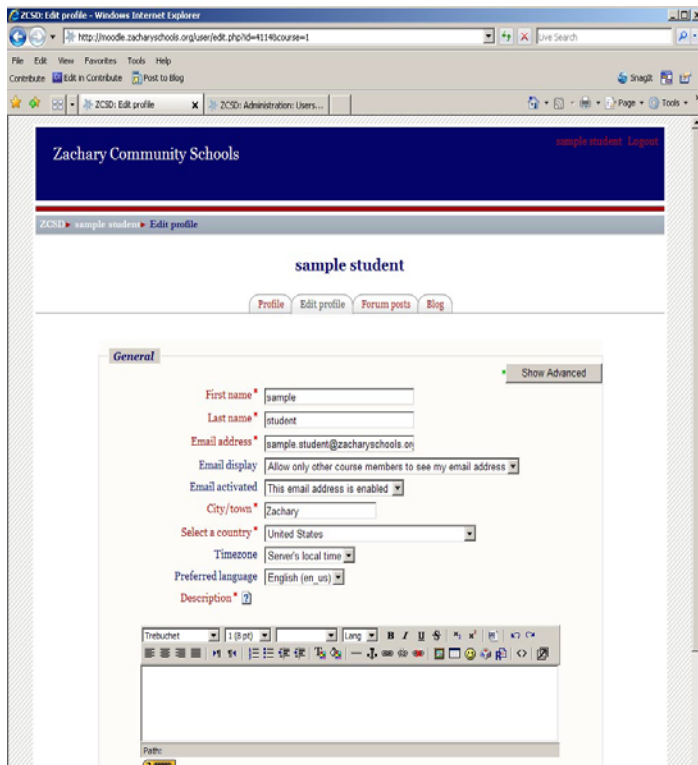 ZCSD: Edit profile - Windows Internet Explorer
http://moodle.zacharyschools.org/user/edit.php?id=4114&course=1
Live Search
File Edit View Favorites Tools Help
Contribute Edit in Contribute Post to Blog
SnagIt
ZCSD: Edit profile
ZCSD: Administration: Users...
Page Tools
Zachary Community Schools
sample student Logout
ZCSD sample student Edit profile
sample student
Profile Edit profile Forum posts Blog
General
Show Advanced
First name* sample
Last name* student
Email address* sample.student@zacharyschools.or
Email display Allow only other course members to see my email address
Email activated This email address is enabled
City/town* Zachary
Select a country* United States
Timezone Server's local time
Preferred language English (en_us)
Description* ?
Trebuchet 1 (8 pt) Lang B I U S
Path: